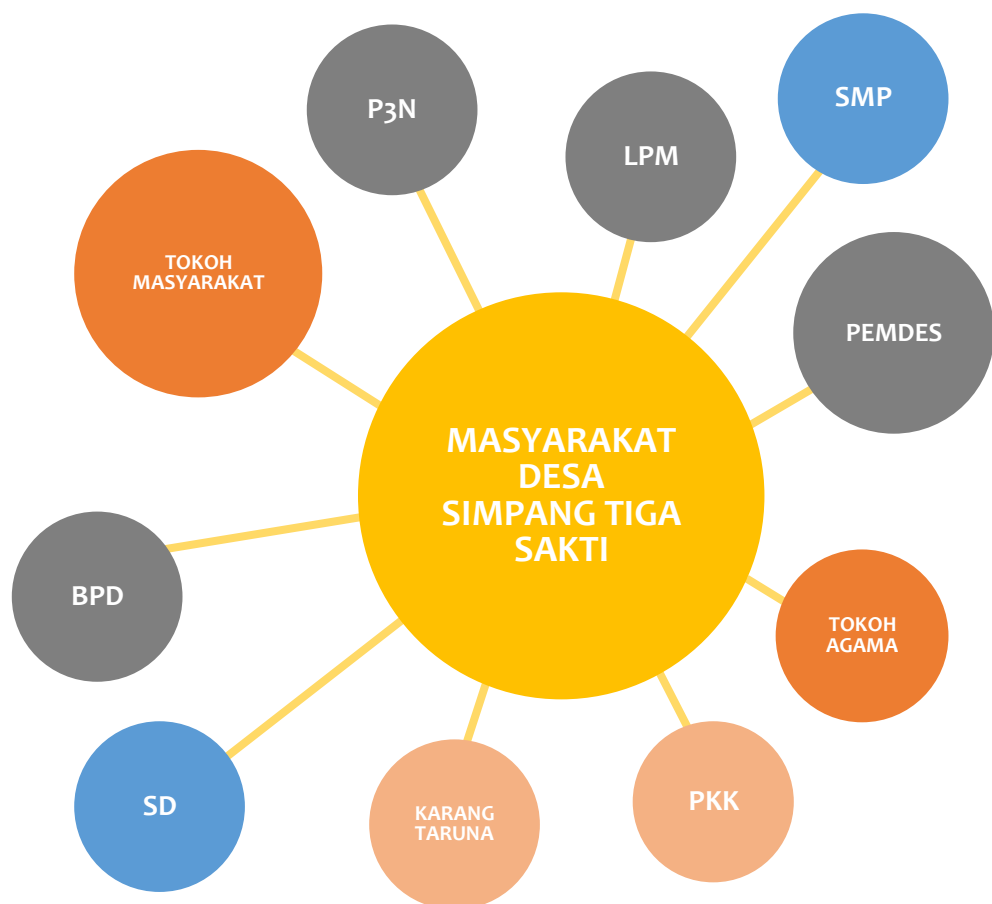 P3N
LPM
SMP
TOKOH
MASYARAKAT
PEMDES
MASYARAKAT
DESA
SIMPANG TIGA
SAKTI
BPD
TOKOH
AGAMA
SD
KARANG
TARUNA
PKK